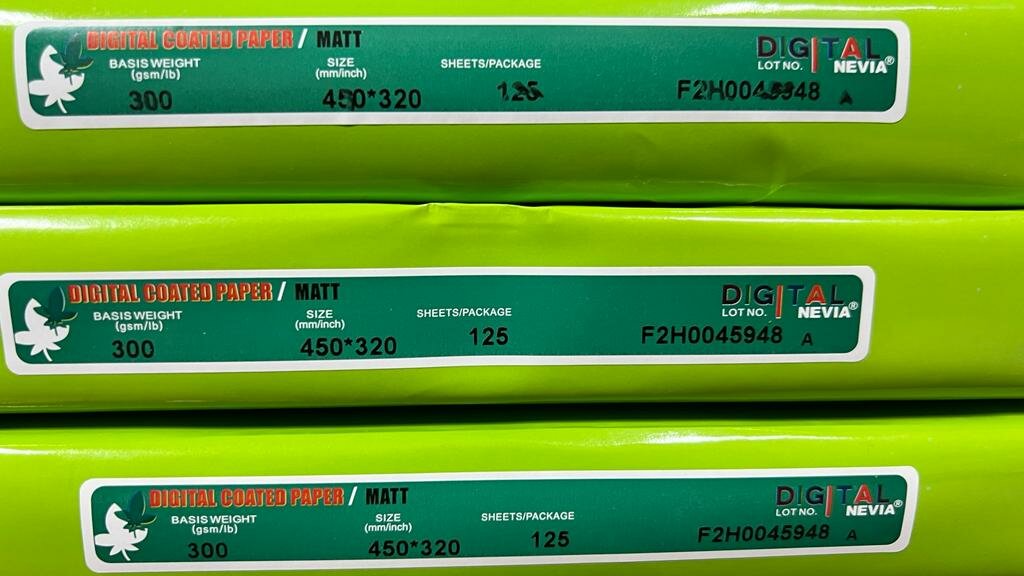 DIGITAL COATED PAPER / MATT
BASIS WEIGHT SIZE SHEETS/PACKAGE DIGITAL
(gsm/lb) (mm/inch) LOT NO. NEVIA®
300 450*320 125 F2H0045948 A
DIGITAL COATED PAPER / MATT
BASIS WEIGHT SIZE SHEETS/PACKAGE DIGITAL
(gsm/lb) (mm/inch) LOT NO. NEVIA®
300 450*320 125 F2H0045948 A
DIGITAL COATED PAPER / MATT
BASIS WEIGHT SIZE SHEETS/PACKAGE DIGITAL
(gsm/lb) (mm/inch) LOT NO. NEVIA®
300 450*320 125 F2H0045948 A